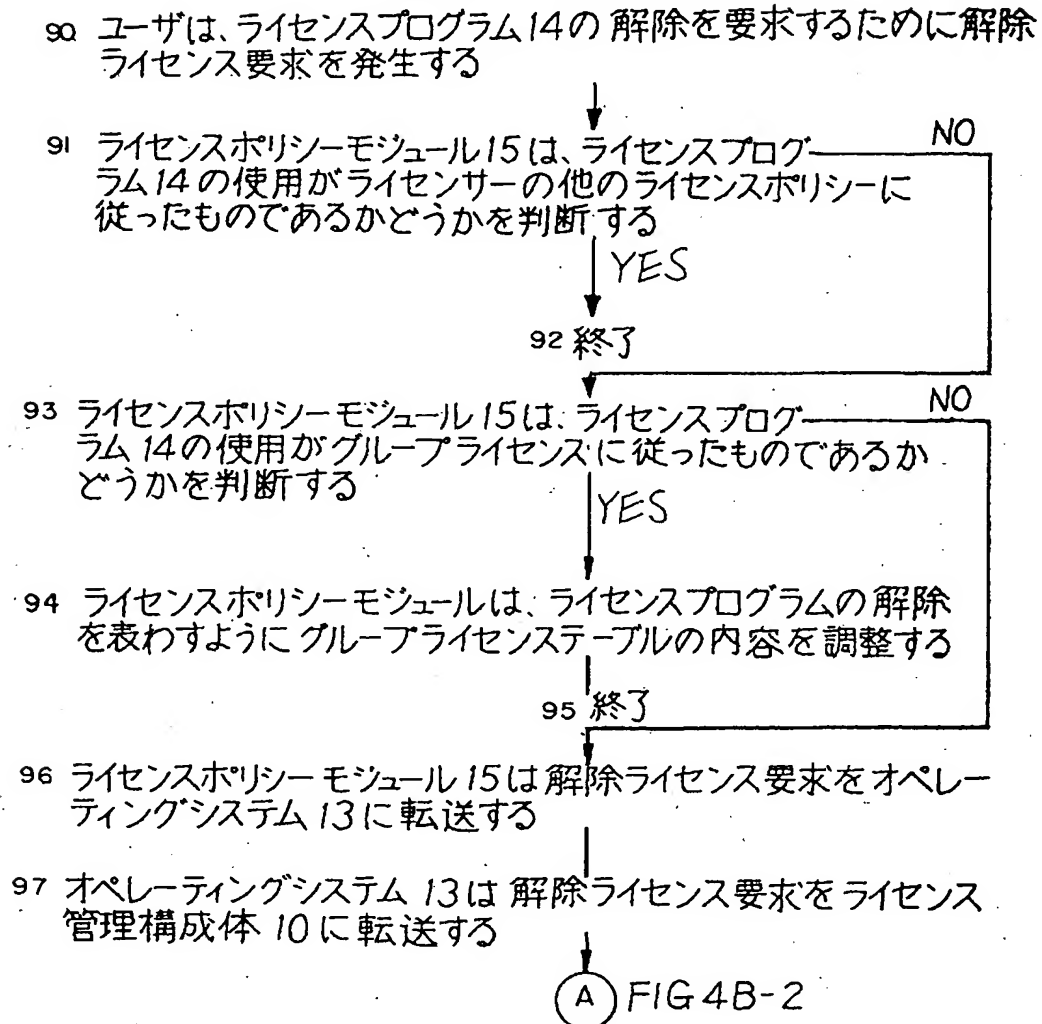 90 ユーザは、ライセンスプログラム14の解除を要求するために解除
ライセンス要求を発生する
91 ライセンスポリシーモジュール15は、ライセンスプログ NO
ラム14の使用がライセンサーの他のライセンスポリシーに
従ったものであるかどうかを判断する
YES
92 終了
93 ライセンスポリシーモジュール15は、ライセンスプログ NO
ラム14の使用がグループライセンスに従ったものであるか
どうかを判断する
YES
94 ライセンスポリシーモジュールは、ライセンスプログラムの解除
を表わすようにグループライセンステーブルの内容を調整する
95 終了
96 ライセンスポリシーモジュール15は解除ライセンス要求をオペレー
ティングシステム13に転送する
97 オペレーティングシステム13は解除ライセンス要求をライセンス
管理構成体10に転送する
A FIG 4B-2